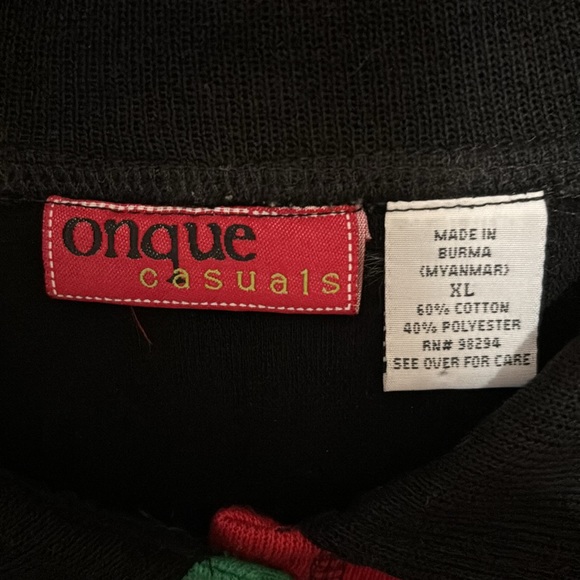 onque
casuals
MADE IN
BURMA
(MYANMAR)
XL
60% COTTON
40% POLYESTER
RN# 98294
SEE OVER FOR CARE